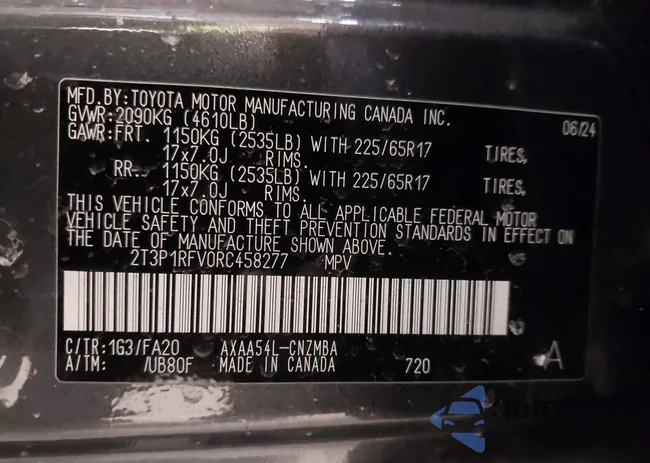 MFD.BY:TOYOTA MOTOR MANUFACTURING CANADA INC.
GVWR:2090KG (4610LB) 06/24
GAWR:FRT. 1150KG (2535LB) WITH 225/65R17 TIRES,
17x7.0J RIMS.
RR.. 1150KG (2535LB) WITH 225/65R17 TIRES,
17x7.0J RIMS.
THIS VEHICLE CONFORMS TO ALL APPLICABLE FEDERAL MOTOR
VEHICLE SAFETY AND THEFT PREVENTION STANDARDS IN EFFECT ON
THE DATE OF MANUFACTURE SHOWN ABOVE.
2T3P1RFV0RC458277 MPV
C/TR:1G3/FA20 AXAA54L-CNZMBA A
A/TM: /UB80F MADE IN CANADA 720